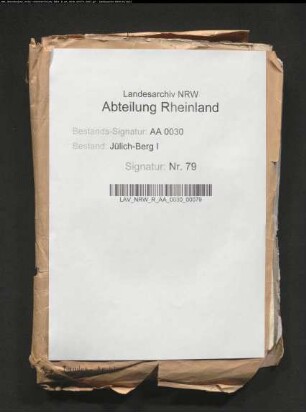 Landesarchiv NRW
Abteilung Rheinland
Bestands-Signatur: AA 0030
Bestand: Jülich-Berg I
Signatur: Nr. 79
LAV_NRW_R_AA_0030_00079